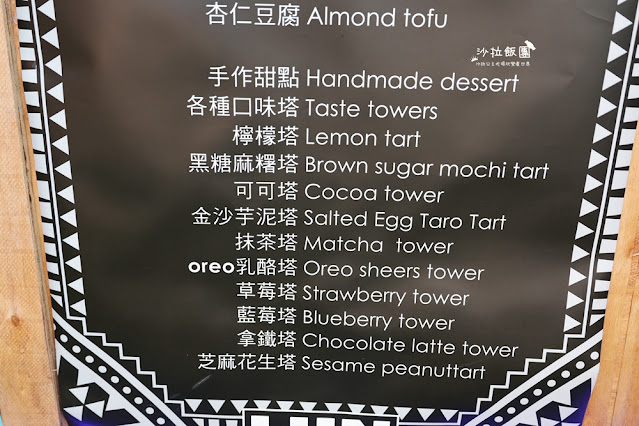 杏仁豆腐 Almond tofu
沙拉飯團
手作甜點 Handmade dessert
各種口味塔 Taste towers
檸檬塔 Lemon tart
黑糖麻糬塔 Brown sugar mochi tart
可可塔 Cocoa tower
金沙芋泥塔 Salted Egg Taro Tart
抹茶塔 Matcha tower
oreo乳酪塔 Oreo sheers tower
草莓塔 Strawberry tower
藍莓塔 Blueberry tower
拿鐵塔 Chocolate latte tower
芝麻花生塔 Sesame peanuttart